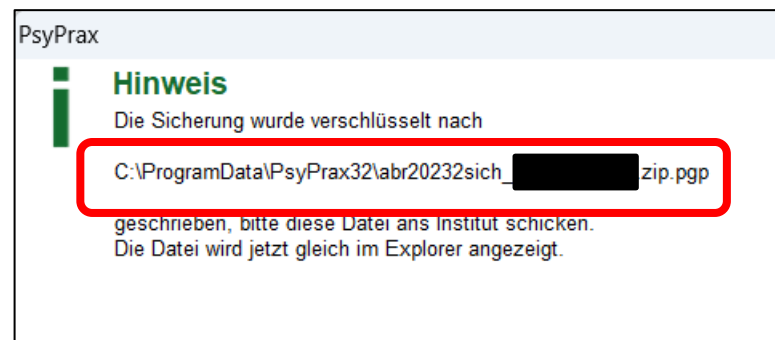 PsyPrax
Hinweis
Die Sicherung wurde verschlüsselt nach
C:\ProgramData\PsyPrax32\abr20232sich_ zip.pgp
geschrieben, bitte diese Datei ans Institut schicken.
Die Datei wird jetzt gleich im Explorer angezeigt.